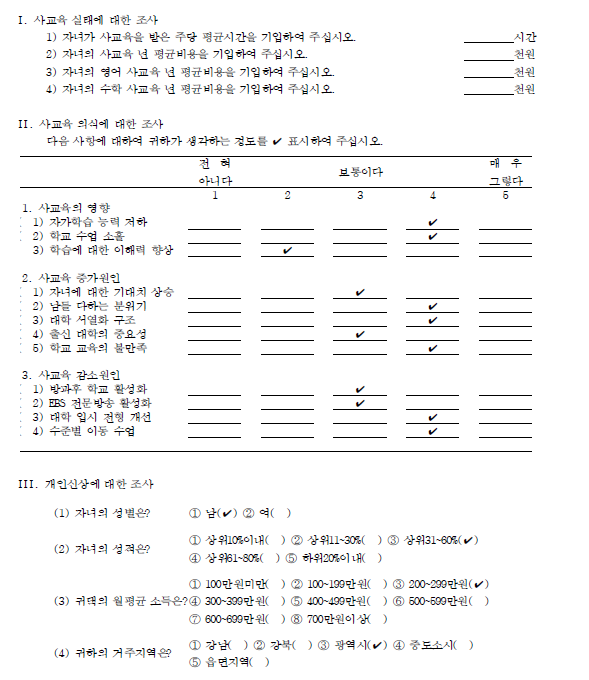 I. 사교육 실태에 대한 조사
1) 자녀가 사교육을 받은 주당 평균시간을 기입하여 주십시오. ______시간
2) 자녀의 사교육 년 평균비용을 기입하여 주십시오. ______천원
3) 자녀의 영어 사교육 년 평균비용을 기입하여 주십시오. ______천원
4) 자녀의 수학 사교육 년 평균비용을 기입하여 주십시오. ______천원
II. 사교육 의식에 대한 조사
다음 사항에 대하여 귀하가 생각하는 정도를 ✔ 표시하여 주십시오.
전 혀 보통이다 매 우
아니다 그렇다
1 2 3 4 5
1. 사교육의 영향
1) 자가학습 능력 저하 ✔
2) 학교 수업 소홀 ✔
3) 학습에 대한 이해력 향상 ✔
2. 사교육 증가원인
1) 자녀에 대한 기대치 상승 ✔
2) 남들 다하는 분위기 ✔
3) 대학 서열화 구조 ✔
4) 출신 대학의 중요성 ✔
5) 학교 교육의 불만족 ✔
3. 사교육 감소원인
1) 방과후 학교 활성화 ✔
2) EBS 전문방송 활성화 ✔
3) 대학 입시 전형 개선 ✔
4) 수준별 이동 수업 ✔
III. 개인신상에 대한 조사
(1) 자녀의 성별은? ① 남(✔) ② 여( )
(2) 자녀의 성적은? ① 상위10%이내( ) ② 상위11~30%( ) ③ 상위31~60%(✔)
④ 상위61~80%( ) ⑤ 하위20%이내( )
① 100만원미만( ) ② 100~199만원( ) ③ 200~299만원(✔)
(3) 귀댁의 월평균 소득은? ④ 300~399만원( ) ⑤ 400~499만원( ) ⑥ 500~599만원( )
⑦ 600~699만원( ) ⑧ 700만원이상( )
(4) 귀하의 거주지역은? ① 강남( ) ② 강북( ) ③ 광역시(✔) ④ 중도소시( )
⑤ 읍면지역( )